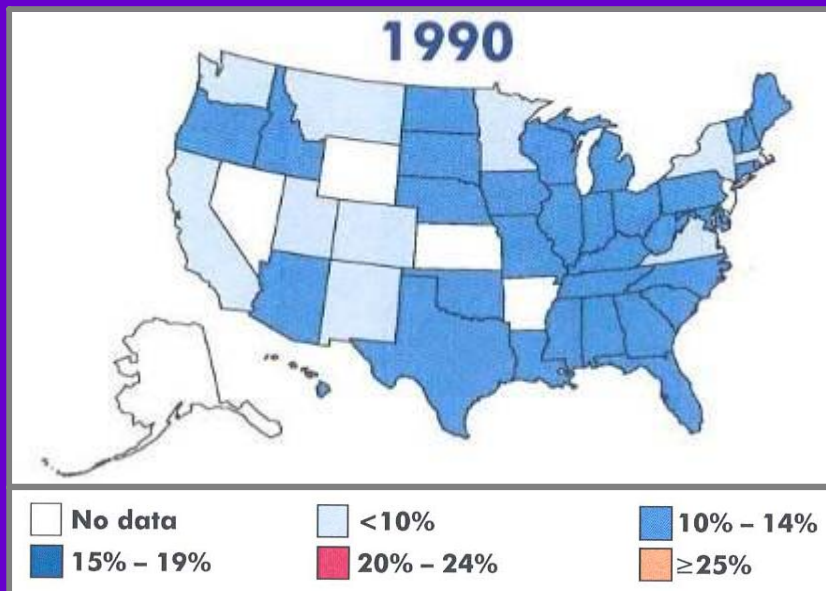 1990
No data <10% 10% – 14%
15% – 19% 20% – 24% ≥25%